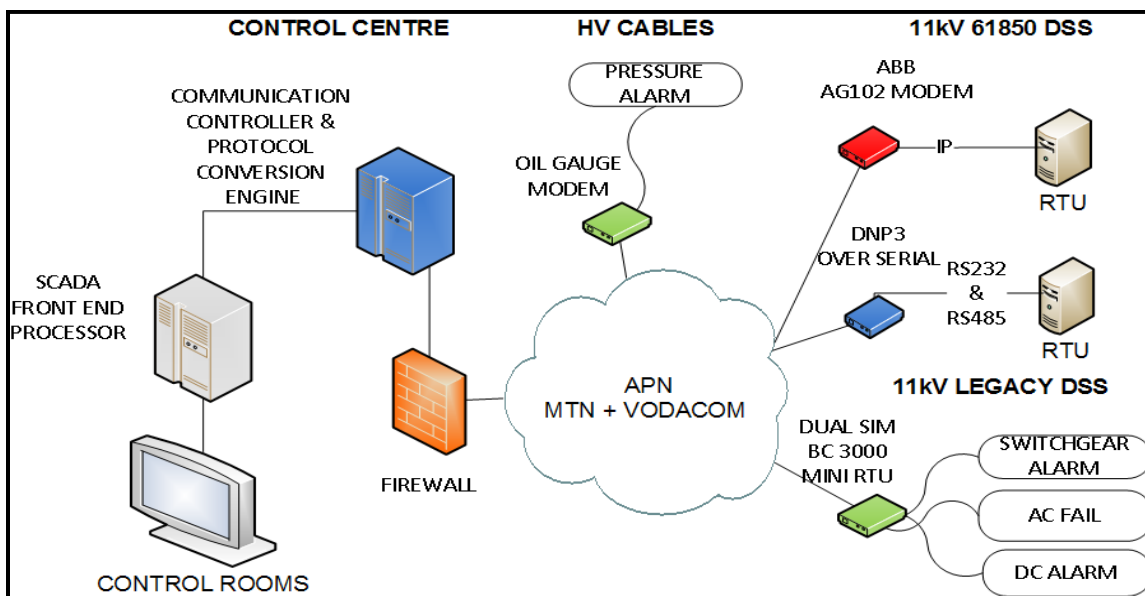 CONTROL CENTRE
HV CABLES
11kV 61850 DSS
COMMUNICATION
CONTROLLER &
PROTOCOL
CONVERSION
ENGINE
SCADA
FRONT END
PROCESSOR
CONTROL ROOMS
FIREWALL
PRESSURE
ALARM
OIL GAUGE
MODEM
APN
MTN + VODACOM
ABB
AG102 MODEM
IP
RTU
DNP3
OVER SERIAL
RS232
&
RS485
RTU
11kV LEGACY DSS
DUAL SIM
BC 3000
MINI RTU
SWITCHGEAR
ALARM
AC FAIL
DC ALARM